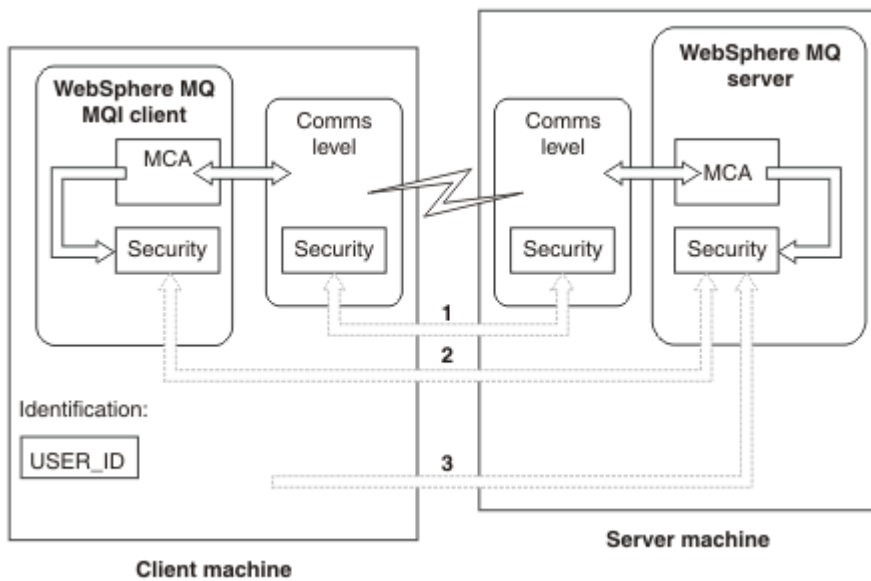 WebSphere MQ
MQI client
MCA
Security
Comms
level
Security
Comms
level
Security
WebSphere MQ
server
MCA
Security
1
2
3
Identification:
USER_ID
Client machine
Server machine